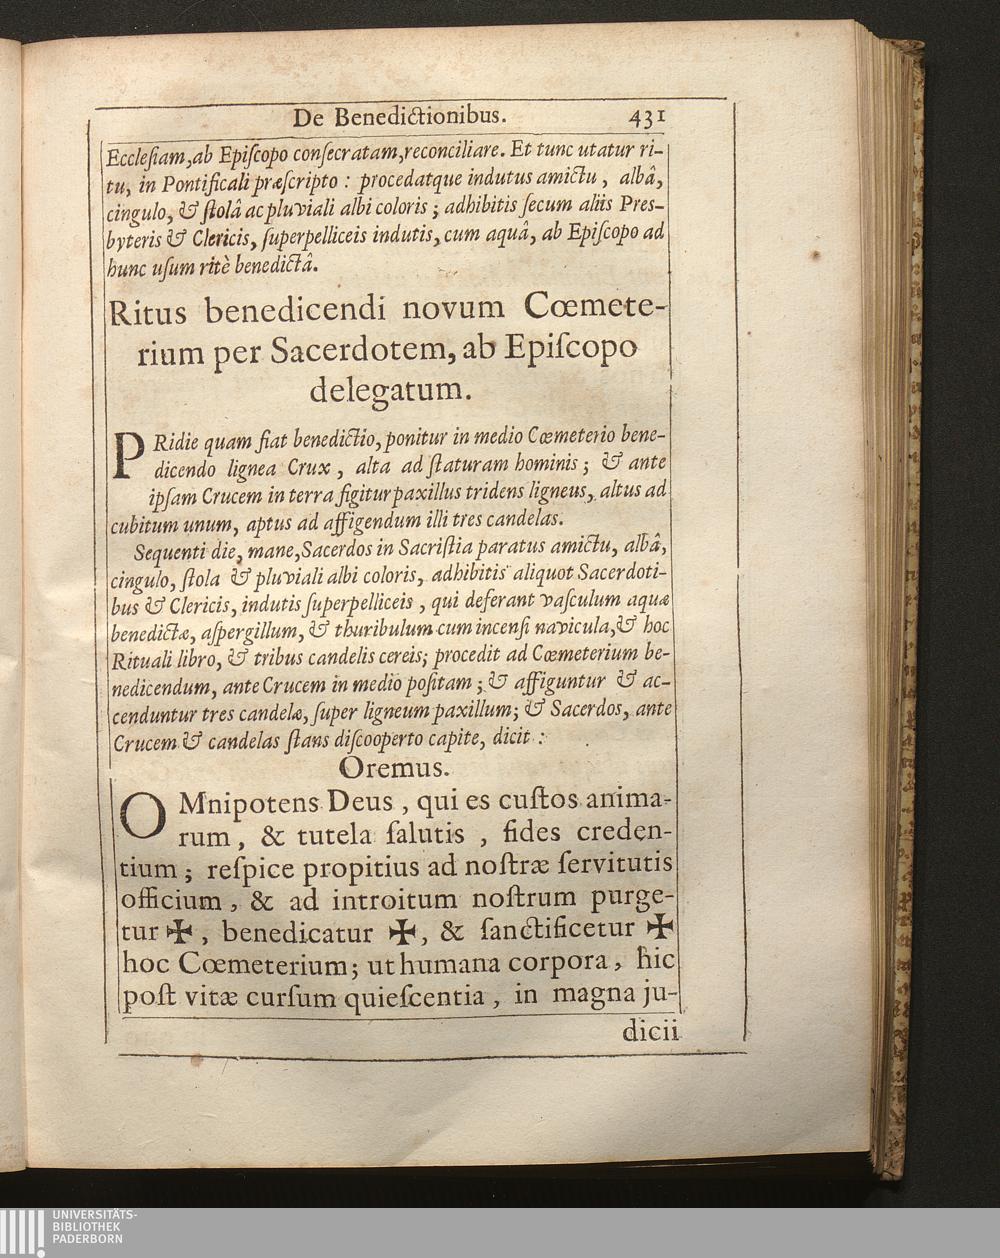 De Benedictionibus. 431
Eccleſiam, ab Epiſcopo conſecratam, reconciliare. Et tunc utatur ri-
tu, in Pontificali præſcripto : procedatque indutus amictu, albâ,
cingulo, & ſtolâ ac pluviali albi coloris ; adhibitis ſecum aliis Pres-
byteris & Clericis, ſuperpelliceis indutis, cum aquâ, ab Epiſcopo ad
hunc uſum ritè benedictâ.
Ritus benedicendi novum Cœmete-
rium per Sacerdotem, ab Epiſcopo
delegatum.
PRidie quam fiat benedictio, ponitur in medio Cœmeterio bene-
dicendo lignea Crux, alta ad ſtaturam hominis ; & ante
ipſam Crucem in terra figitur paxillus tridens ligneus, altus ad
cubitum unum, aptus ad affigendum illi tres candelas.
Sequenti die, mane, Sacerdos in Sacriſtia paratus amictu, albâ,
cingulo, ſtola & pluviali albi coloris, adhibitis aliquot Sacerdoti-
bus & Clericis, indutis ſuperpelliceis, qui deferant vaſculum aquæ
benedictæ, aſpergillum, & thuribulum cum incenſi navicula, & hoc
Rituali libro, & tribus candelis cereis; procedit ad Cœmeterium be-
nedicendum, ante Crucem in medio poſitam ; & affiguntur & ac-
cenduntur tres candelæ, ſuper ligneum paxillum; & Sacerdos, ante
Crucem & candelas ſtans diſcooperto capite, dicit :
Oremus.
OMnipotens Deus, qui es cuſtos anima-
rum, & tutela ſalutis, fides creden-
tium ; reſpice propitius ad noſtræ ſervitutis
officium, & ad introitum noſtrum purge-
tur ✠, benedicatur ✠, & ſanctificetur ✠
hoc Cœmeterium; ut humana corpora, hic
poſt vitæ curſum quieſcentia, in magna ju-
dicii
UNIVERSITÄTS-
BIBLIOTHEK
PADERBORN